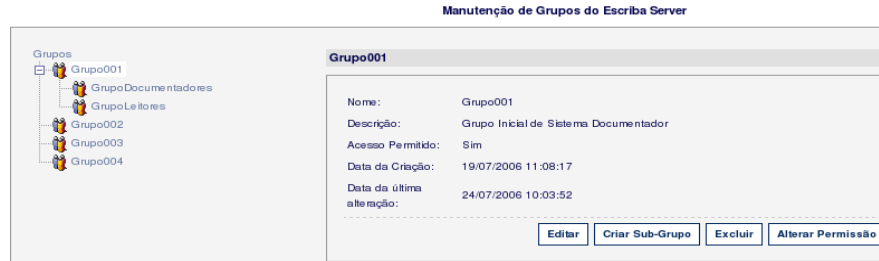 Manutenção de Grupos do Escriba Server
Grupos
Grupo001
GrupoDocumentadores
GrupoLeitores
Grupo002
Grupo003
Grupo004
Grupo001
Nome: Grupo001
Descrição: Grupo Inicial de Sistema Documentador
Acesso Permitido: Sim
Data da Criação: 19/07/2006 11:08:17
Data da última
alteração: 24/07/2006 10:03:52
Editar Criar Sub-Grupo Excluir Alterar Permissão